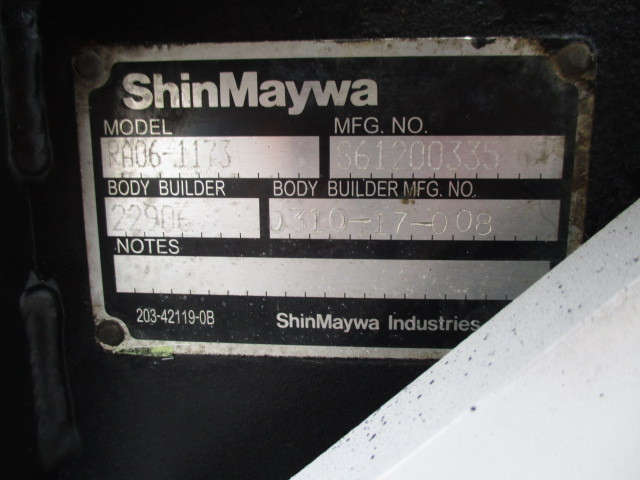 ShinMaywa
MODEL MFG. NO.
RA06-1173 S61200335
BODY BUILDER BODY BUILDER MFG. NO.
22906 0310-17-008
NOTES
203-42119-0B ShinMaywa Industries